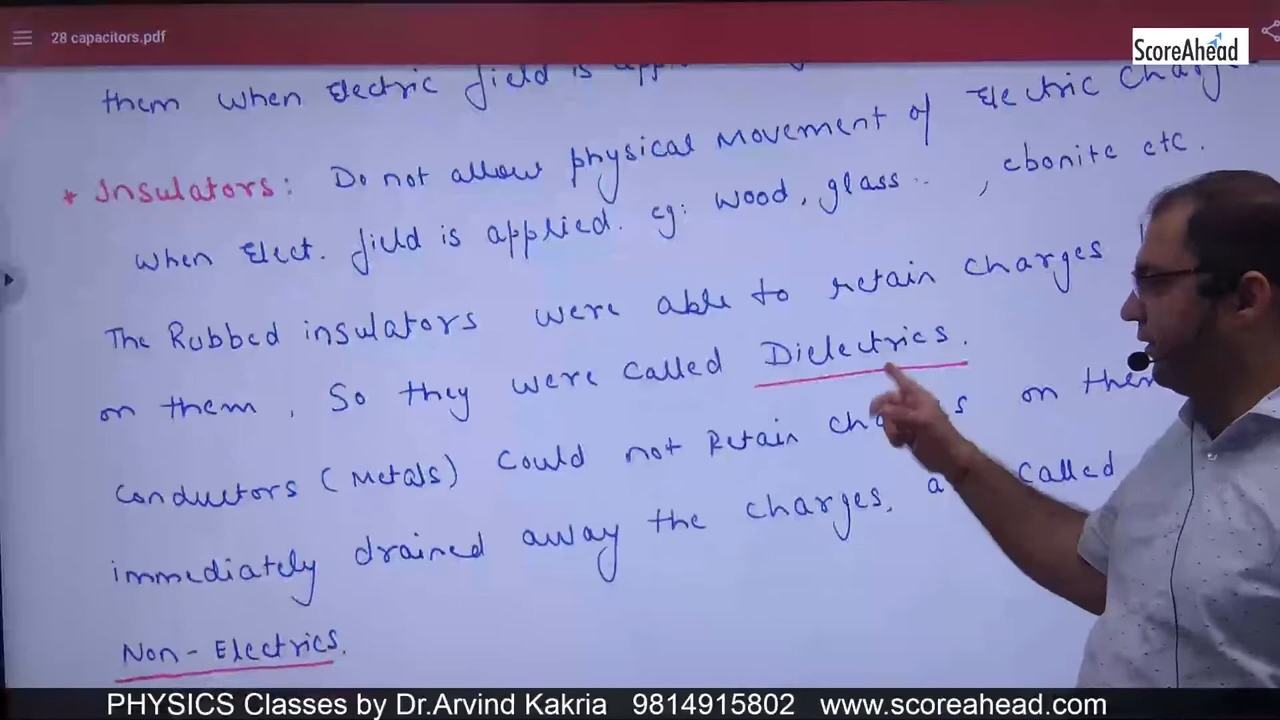 28 capacitors.pdf
ScoreAhead
them when Electric field is
* Insulators: Do not allow physical movement of Electric
when Elect. field is applied. eg: wood, glass .. , ebonite etc.
The Rubbed insulators were able to retain charges
on them, So they were called Dielectrics.
Conductors (Metals) could not Retain on
immediately drained away the charges, called
Non-Electrics.
PHYSICS Classes by Dr.Arvind Kakria 9814915802 www.scoreahead.com